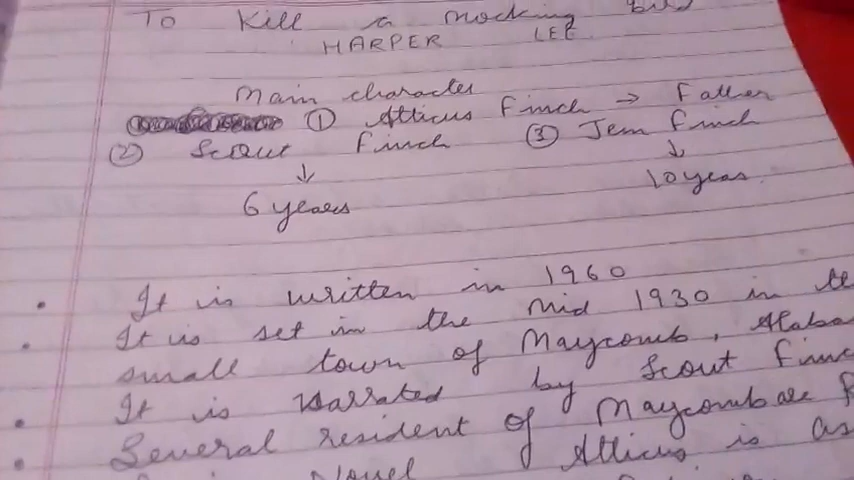 To Kill a mocking bird
HARPER LEE
Main character
① Atticus Finch → Father
② Scout Finch ③ Jem Finch
↓ ↓
6 years 10 yeas.
• It is written in 1960
• It is set in the mid 1930 in the
small town of Maycomb, Alaba
• It is narrated by Scout Finc
• Several resident of Maycomb are
Novel Atticus is as